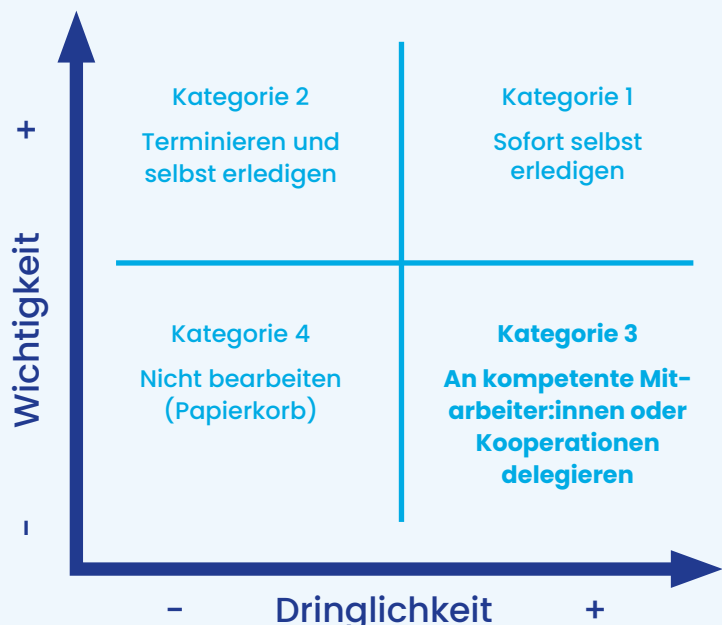 Kategorie 2
Terminieren und
selbst erledigen
Kategorie 1
Sofort selbst
erledigen
Kategorie 4
Nicht bearbeiten
(Papierkorb)
Kategorie 3
An kompetente Mit-
arbeiter:innen oder
Kooperationen
delegieren
+
Wichtigkeit
-
- Dringlichkeit +